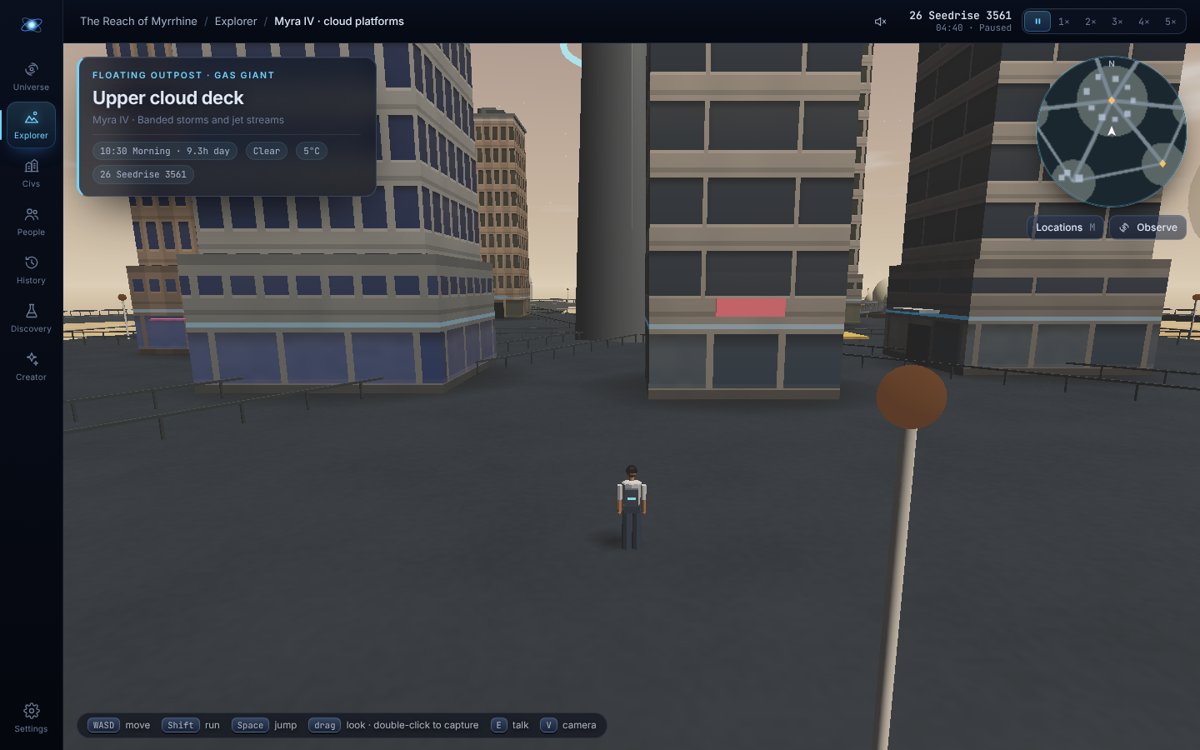 The Reach of Myrrhine / Explorer / Myra IV · cloud platforms
26 Seedrise 3561
04:40 · Paused
1× 2× 3× 4× 5×
Universe
Explorer
Civs
People
History
Discovery
Creator
Settings
FLOATING OUTPOST · GAS GIANT
Upper cloud deck
Myra IV · Banded storms and jet streams
10:30 Morning · 9.3h day Clear 5°C
26 Seedrise 3561
N
Locations M Observe
WASD move Shift run Space jump drag look · double-click to capture E talk V camera